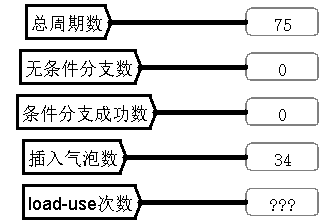 总周期数 75
无条件分支数 0
条件分支成功数 0
插入气泡数 34
load-use次数 ???